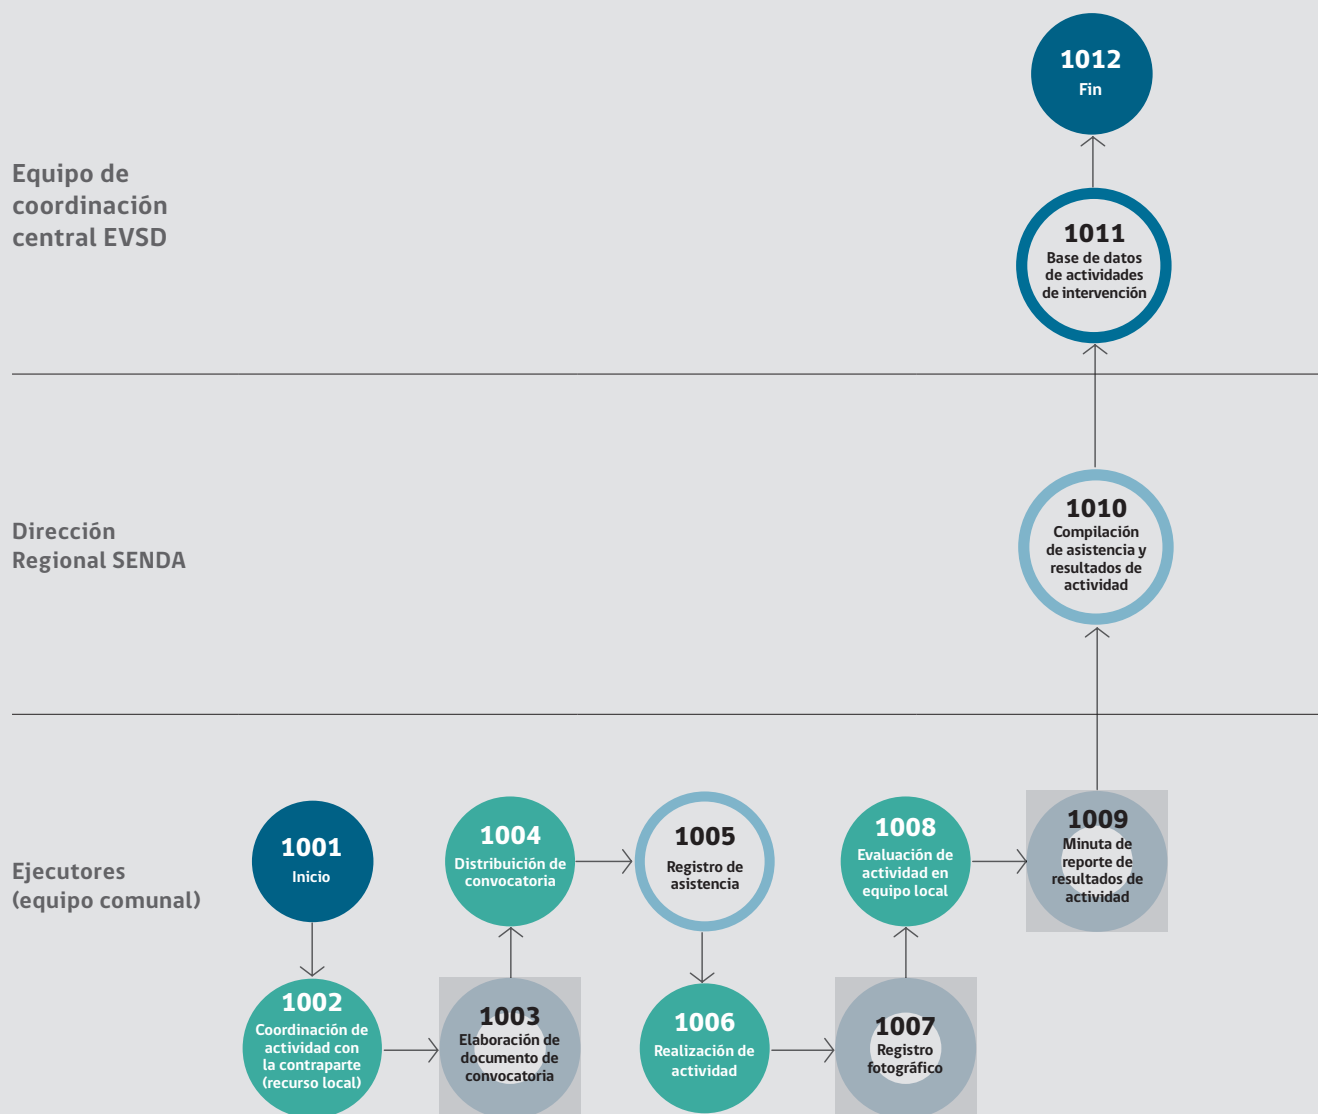 1012
Fin
Equipo de
coordinación
central EVSD
1011
Base de datos
de actividades
de intervención
Dirección
Regional SENDA
1010
Compilación
de asistencia y
resultados de
actividad
Ejecutores
(equipo comunal)
1001
Inicio
1002
Coordinación de
actividad con
la contraparte
(recurso local)
1003
Elaboración de
documento de
convocatoria
1004
Distribuición de
convocatoria
1005
Registro de
asistencia
1006
Realización de
actividad
1007
Registro
fotográfico
1008
Evaluación de
actividad en
equipo local
1009
Minuta de
reporte de
resultados de
actividad